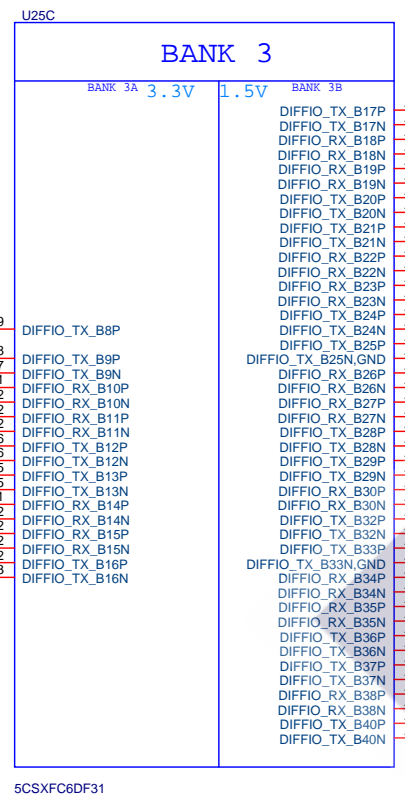 U25C
BANK 3
BANK 3A 3.3V 1.5V BANK 3B
DIFFIO_TX_B8P
DIFFIO_TX_B9P
DIFFIO_TX_B9N
DIFFIO_RX_B10P
DIFFIO_RX_B10N
DIFFIO_RX_B11P
DIFFIO_RX_B11N
DIFFIO_TX_B12P
DIFFIO_TX_B12N
DIFFIO_TX_B13P
DIFFIO_TX_B13N
DIFFIO_RX_B14P
DIFFIO_RX_B14N
DIFFIO_RX_B15P
DIFFIO_RX_B15N
DIFFIO_TX_B16P
DIFFIO_TX_B16N
DIFFIO_TX_B17P
DIFFIO_TX_B17N
DIFFIO_RX_B18P
DIFFIO_RX_B18N
DIFFIO_RX_B19P
DIFFIO_RX_B19N
DIFFIO_TX_B20P
DIFFIO_TX_B20N
DIFFIO_TX_B21P
DIFFIO_TX_B21N
DIFFIO_RX_B22P
DIFFIO_RX_B22N
DIFFIO_RX_B23P
DIFFIO_RX_B23N
DIFFIO_TX_B24P
DIFFIO_TX_B24N
DIFFIO_TX_B25P
DIFFIO_TX_B25N,GND
DIFFIO_RX_B26P
DIFFIO_RX_B26N
DIFFIO_RX_B27P
DIFFIO_RX_B27N
DIFFIO_TX_B28P
DIFFIO_TX_B28N
DIFFIO_TX_B29P
DIFFIO_TX_B29N
DIFFIO_RX_B30P
DIFFIO_RX_B30N
DIFFIO_TX_B32P
DIFFIO_TX_B32N
DIFFIO_TX_B33P
DIFFIO_TX_B33N,GND
DIFFIO_RX_B34P
DIFFIO_RX_B34N
DIFFIO_RX_B35P
DIFFIO_RX_B35N
DIFFIO_TX_B36P
DIFFIO_TX_B36N
DIFFIO_TX_B37P
DIFFIO_TX_B37N
DIFFIO_RX_B38P
DIFFIO_RX_B38N
DIFFIO_TX_B40P
DIFFIO_TX_B40N
5CSXFC6DF31